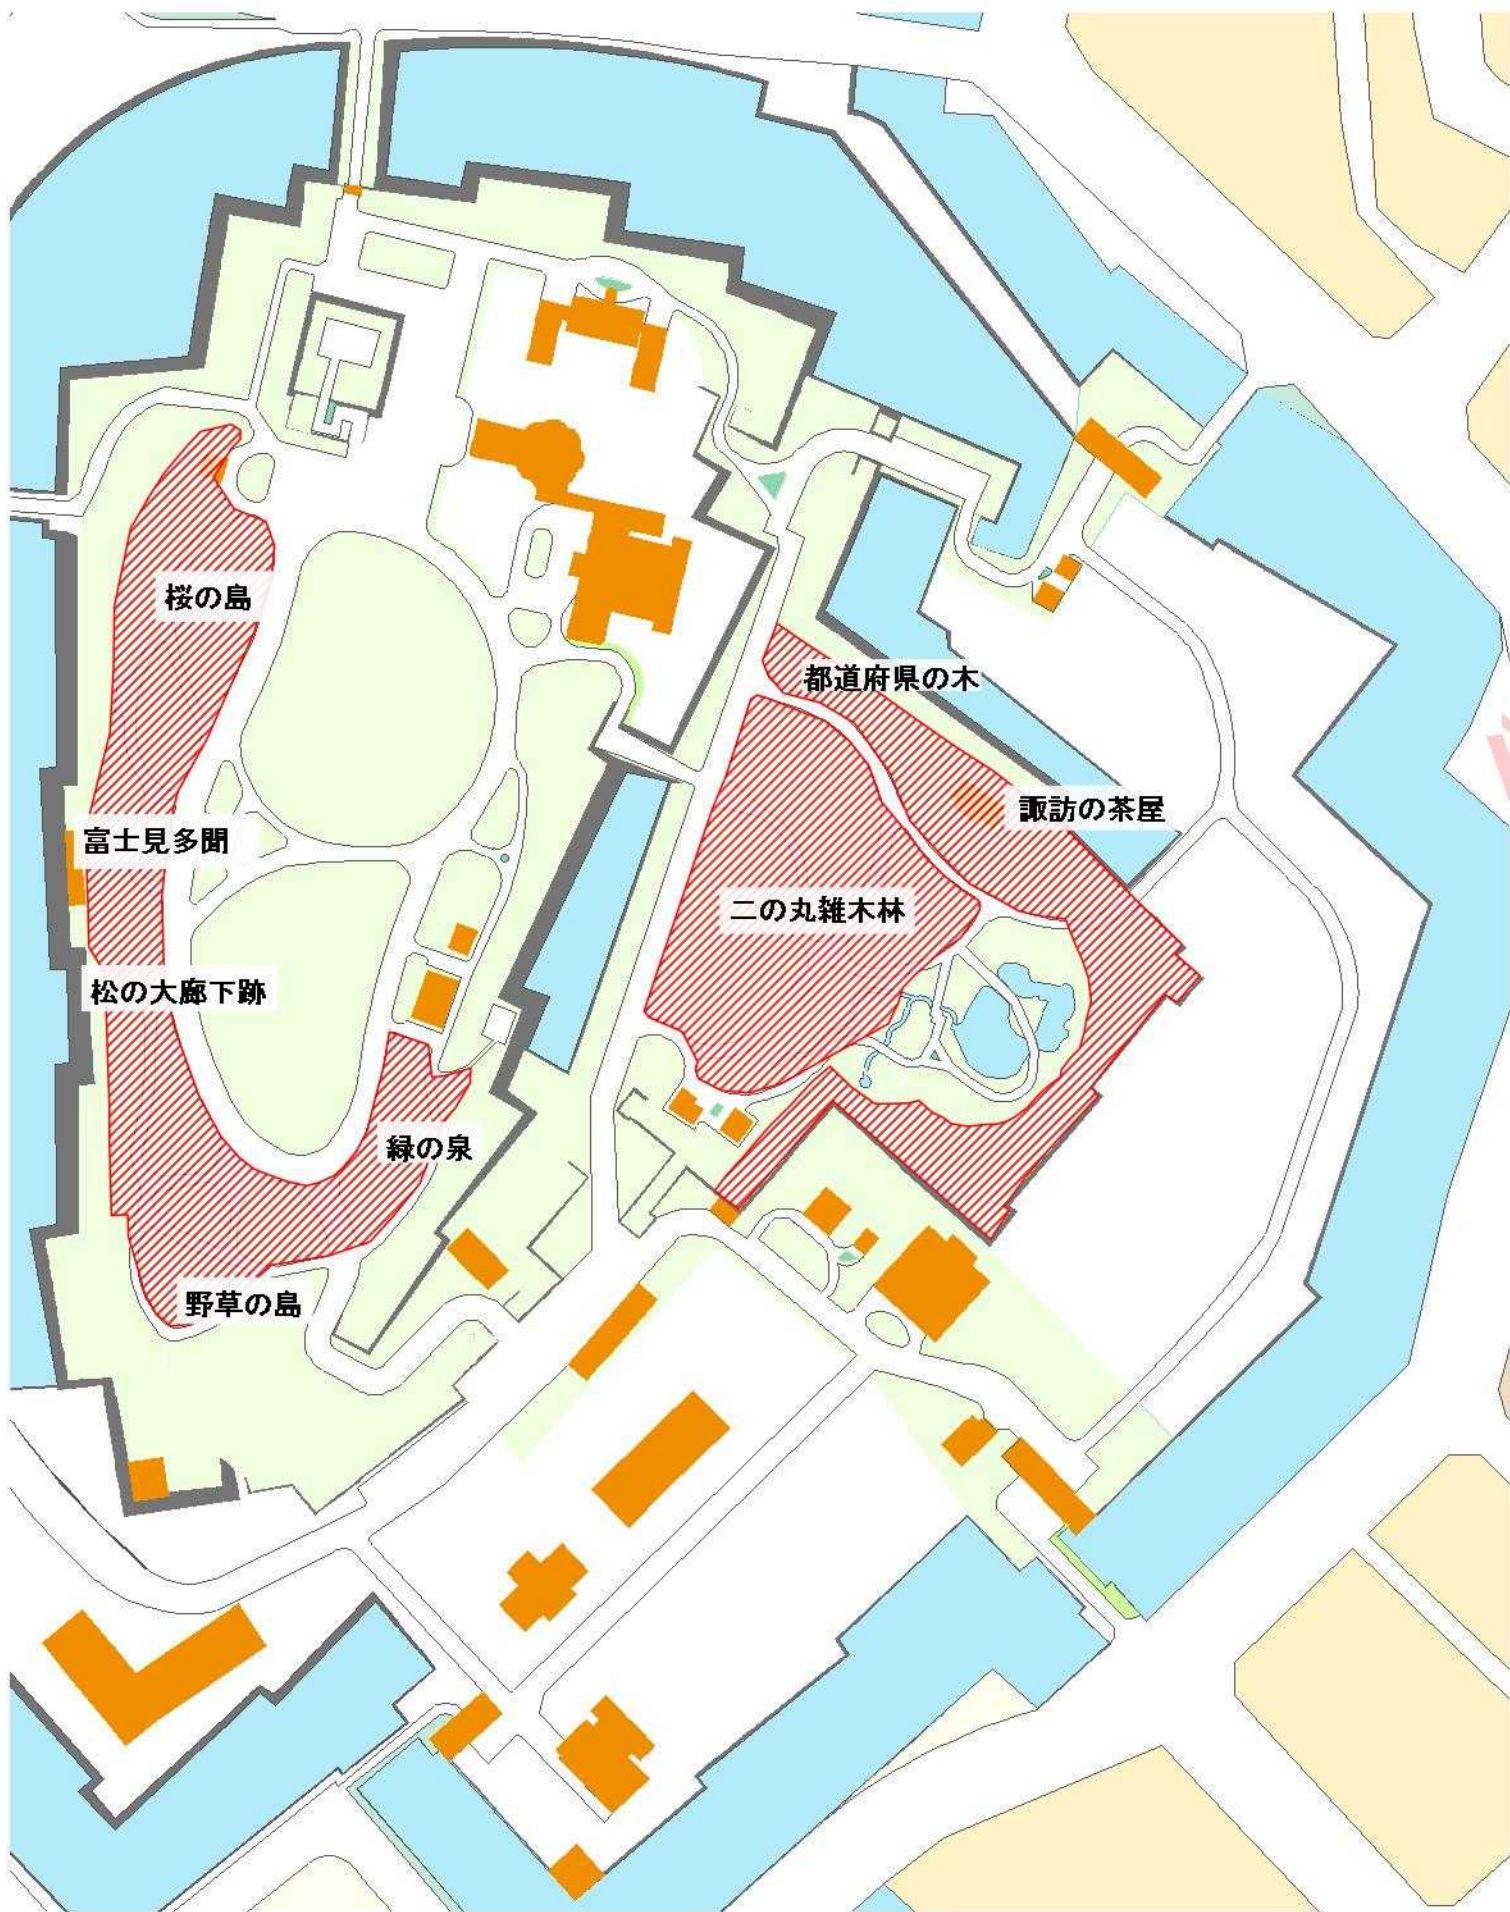 桜の島
都道府県の木
諏訪の茶屋
富士見多聞
二の丸雑木林
松の大廊下跡
緑の泉
野草の島